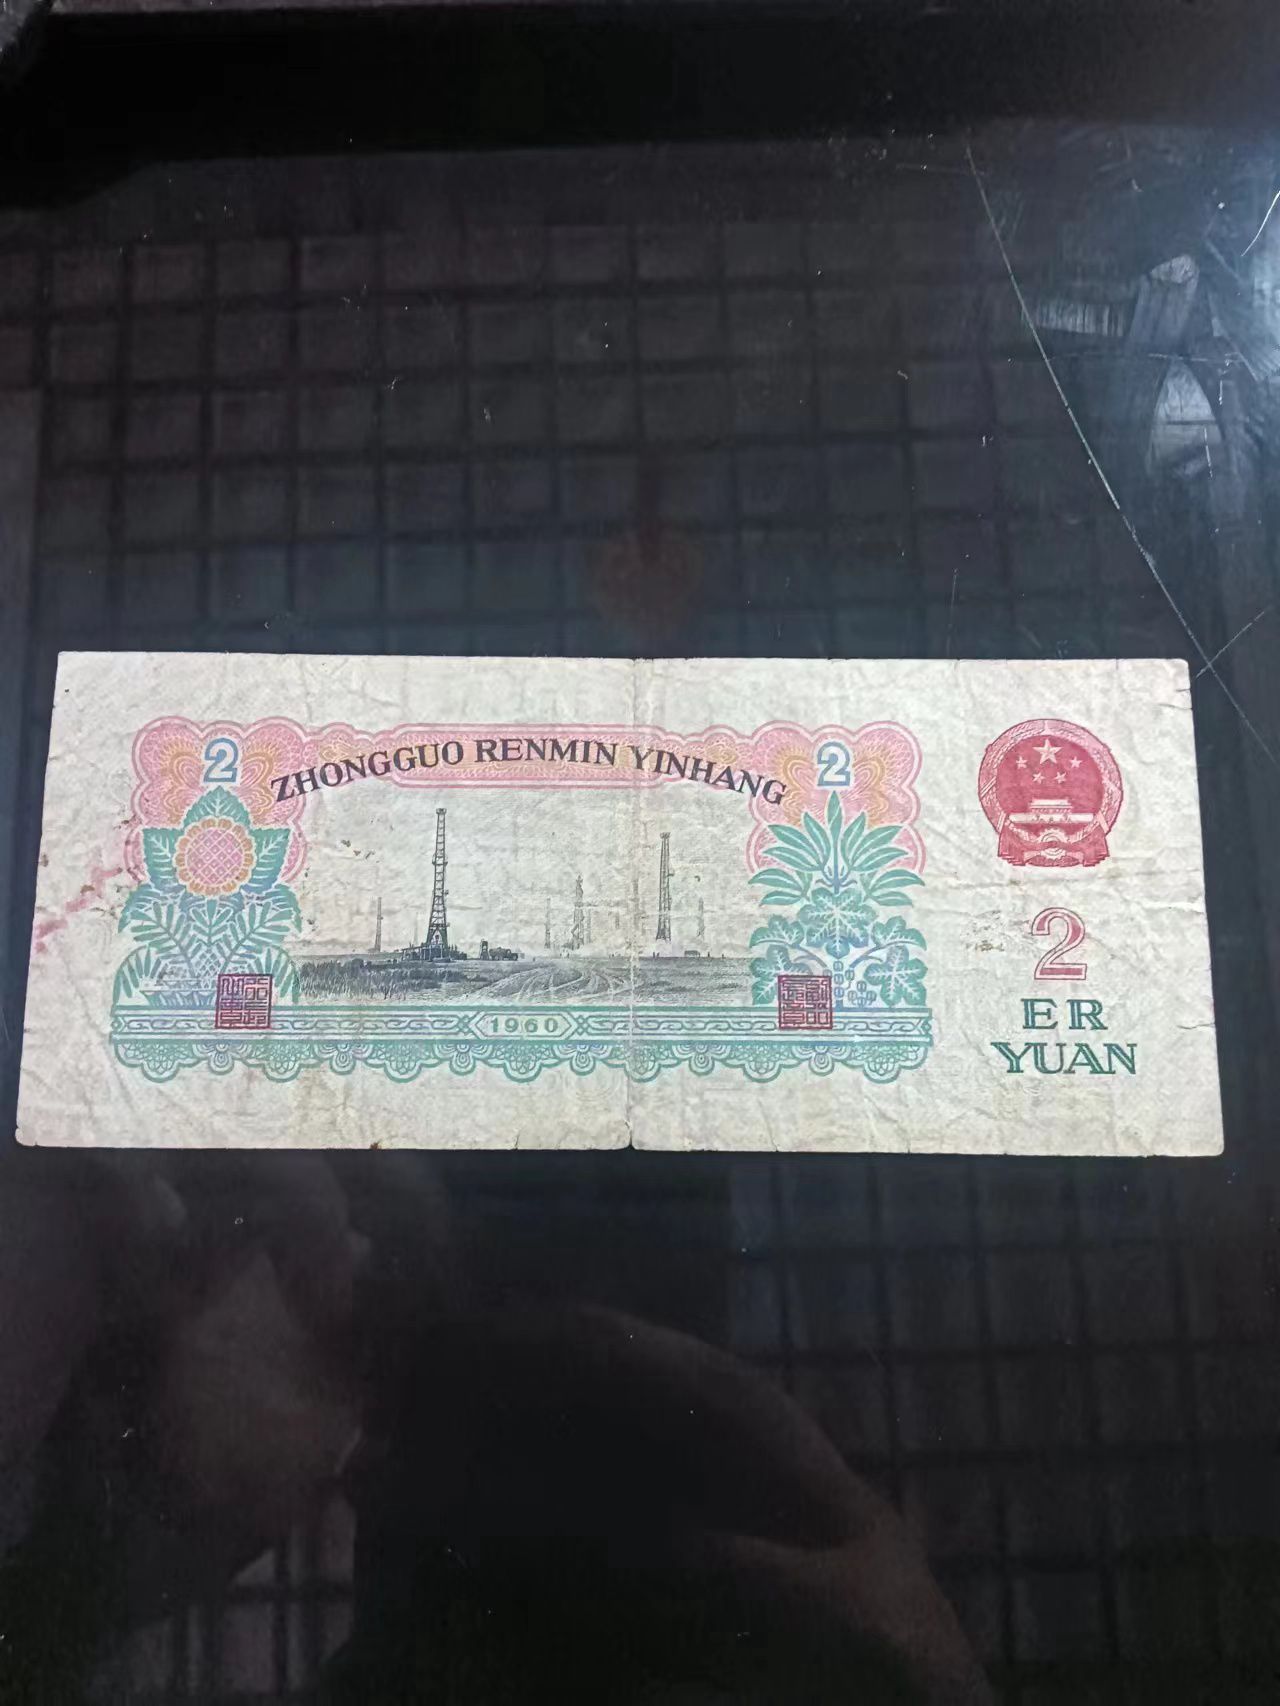 2
ZHONGGUO RENMIN YINHANG
2
2
ER
YUAN
1960